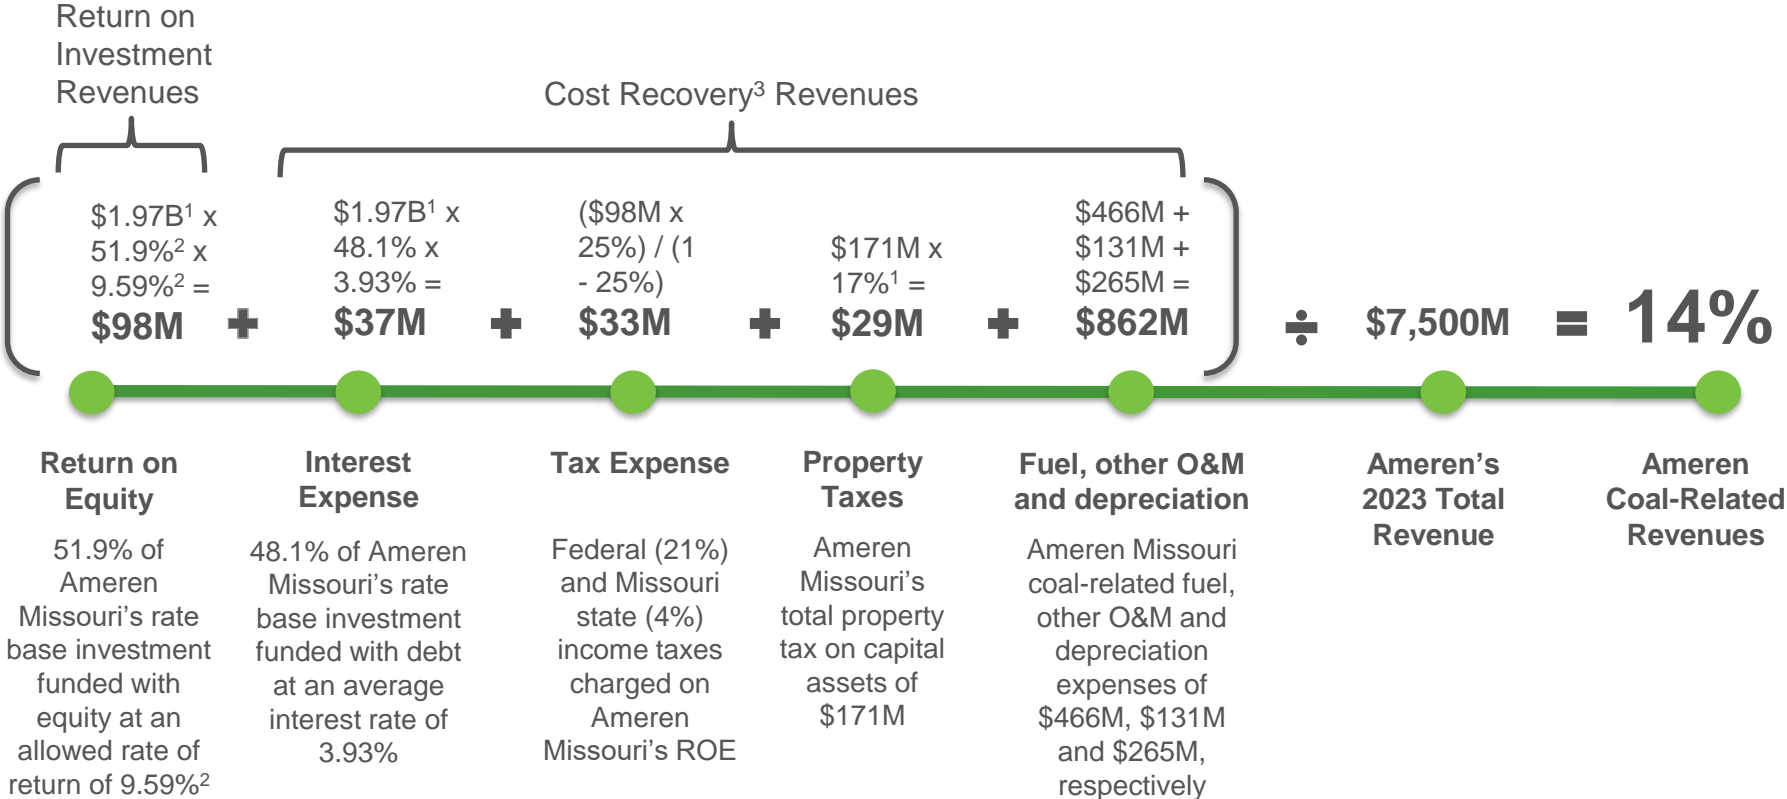 Return on
Investment
Revenues
Cost Recovery³ Revenues
$1.97B¹ x
51.9%² x
9.59%² =
$98M
+
$1.97B¹ x
48.1% x
3.93% =
$37M
+
($98M x
25%) / (1
- 25%)
$33M
+
$171M x
17%¹ =
$29M
+
$466M +
$131M +
$265M =
$862M
÷
$7,500M
=
14%
Return on
Equity
51.9% of
Ameren
Missouri’s rate
base investment
funded with
equity at an
allowed rate of
return of 9.59%²
Interest
Expense
48.1% of Ameren
Missouri’s rate
base investment
funded with debt
at an average
interest rate of
3.93%
Tax Expense
Federal (21%)
and Missouri
state (4%)
income taxes
charged on
Ameren
Missouri’s ROE
Property
Taxes
Ameren
Missouri’s
total property
tax on capital
assets of
$171M
Fuel, other O&M
and depreciation
Ameren Missouri
coal-related fuel,
other O&M and
depreciation
expenses of
$466M, $131M
and $265M,
respectively
Ameren’s
2023 Total
Revenue
Ameren
Coal-Related
Revenues